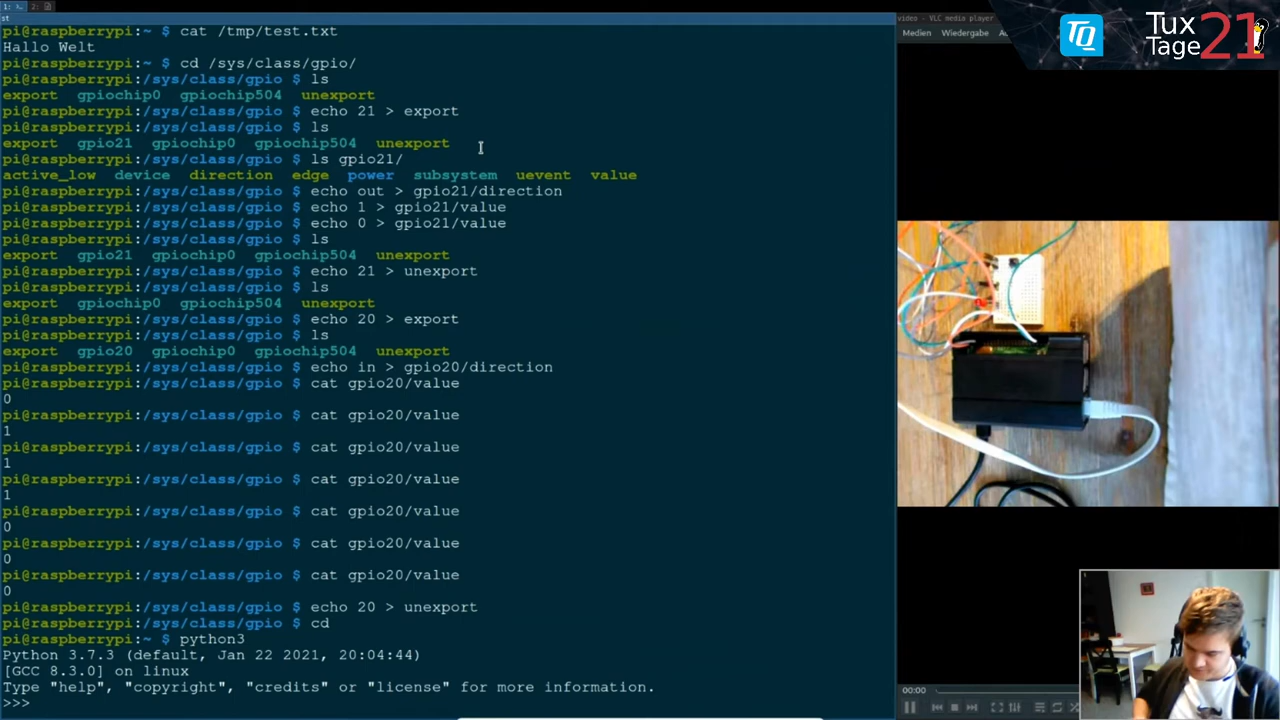 1:
2:
st
pi@raspberrypi:~ $ cat /tmp/test.txt
Hallo Welt
pi@raspberrypi:~ $ cd /sys/class/gpio/
pi@raspberrypi:/sys/class/gpio $ ls
export gpiochip0 gpiochip504 unexport
pi@raspberrypi:/sys/class/gpio $ echo 21 > export
pi@raspberrypi:/sys/class/gpio $ ls
export gpio21 gpiochip0 gpiochip504 unexport
pi@raspberrypi:/sys/class/gpio $ ls gpio21/
active_low device direction edge power subsystem uevent value
pi@raspberrypi:/sys/class/gpio $ echo out > gpio21/direction
pi@raspberrypi:/sys/class/gpio $ echo 1 > gpio21/value
pi@raspberrypi:/sys/class/gpio $ echo 0 > gpio21/value
pi@raspberrypi:/sys/class/gpio $ ls
export gpio21 gpiochip0 gpiochip504 unexport
pi@raspberrypi:/sys/class/gpio $ echo 21 > unexport
pi@raspberrypi:/sys/class/gpio $ ls
export gpiochip0 gpiochip504 unexport
pi@raspberrypi:/sys/class/gpio $ echo 20 > export
pi@raspberrypi:/sys/class/gpio $ ls
export gpio20 gpiochip0 gpiochip504 unexport
pi@raspberrypi:/sys/class/gpio $ echo in > gpio20/direction
pi@raspberrypi:/sys/class/gpio $ cat gpio20/value
0
pi@raspberrypi:/sys/class/gpio $ cat gpio20/value
1
pi@raspberrypi:/sys/class/gpio $ cat gpio20/value
1
pi@raspberrypi:/sys/class/gpio $ cat gpio20/value
1
pi@raspberrypi:/sys/class/gpio $ cat gpio20/value
0
pi@raspberrypi:/sys/class/gpio $ cat gpio20/value
0
pi@raspberrypi:/sys/class/gpio $ cat gpio20/value
0
pi@raspberrypi:/sys/class/gpio $ echo 20 > unexport
pi@raspberrypi:/sys/class/gpio $ cd
pi@raspberrypi:~ $ python3
Python 3.7.3 (default, Jan 22 2021, 20:04:44)
[GCC 8.3.0] on linux
Type "help", "copyright", "credits" or "license" for more information.
>>>
video - VLC media player
Medien Wiedergabe
TQ
Tux
Tage
21
00:00